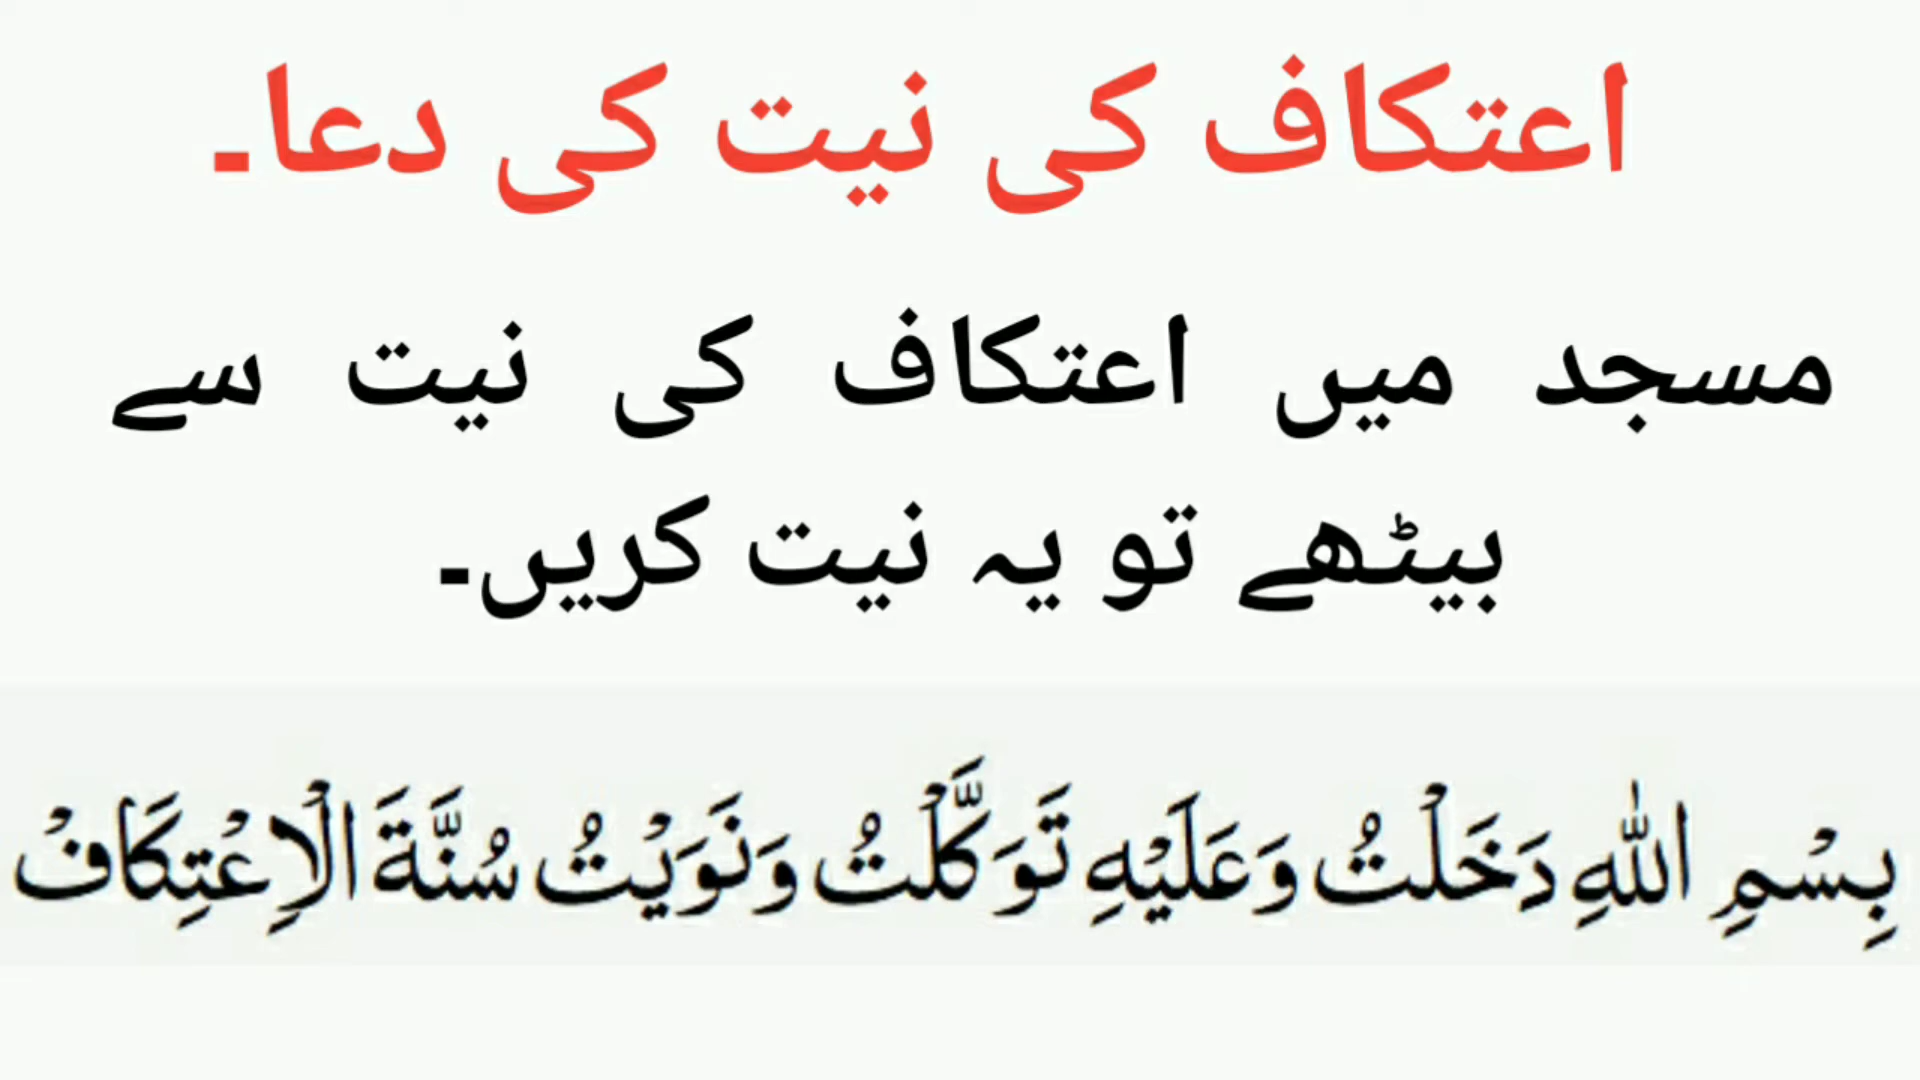 اعتکاف کی نیت کی دعا۔
مسجد میں اعتکاف کی نیت سے
بیٹھے تو یہ نیت کریں۔
بِسْمِ اللّٰهِ دَخَلْتُ وَعَلَيْهِ تَوَكَّلْتُ وَنَوَيْتُ سُنَّةَ الْاِعْتِكَافْ